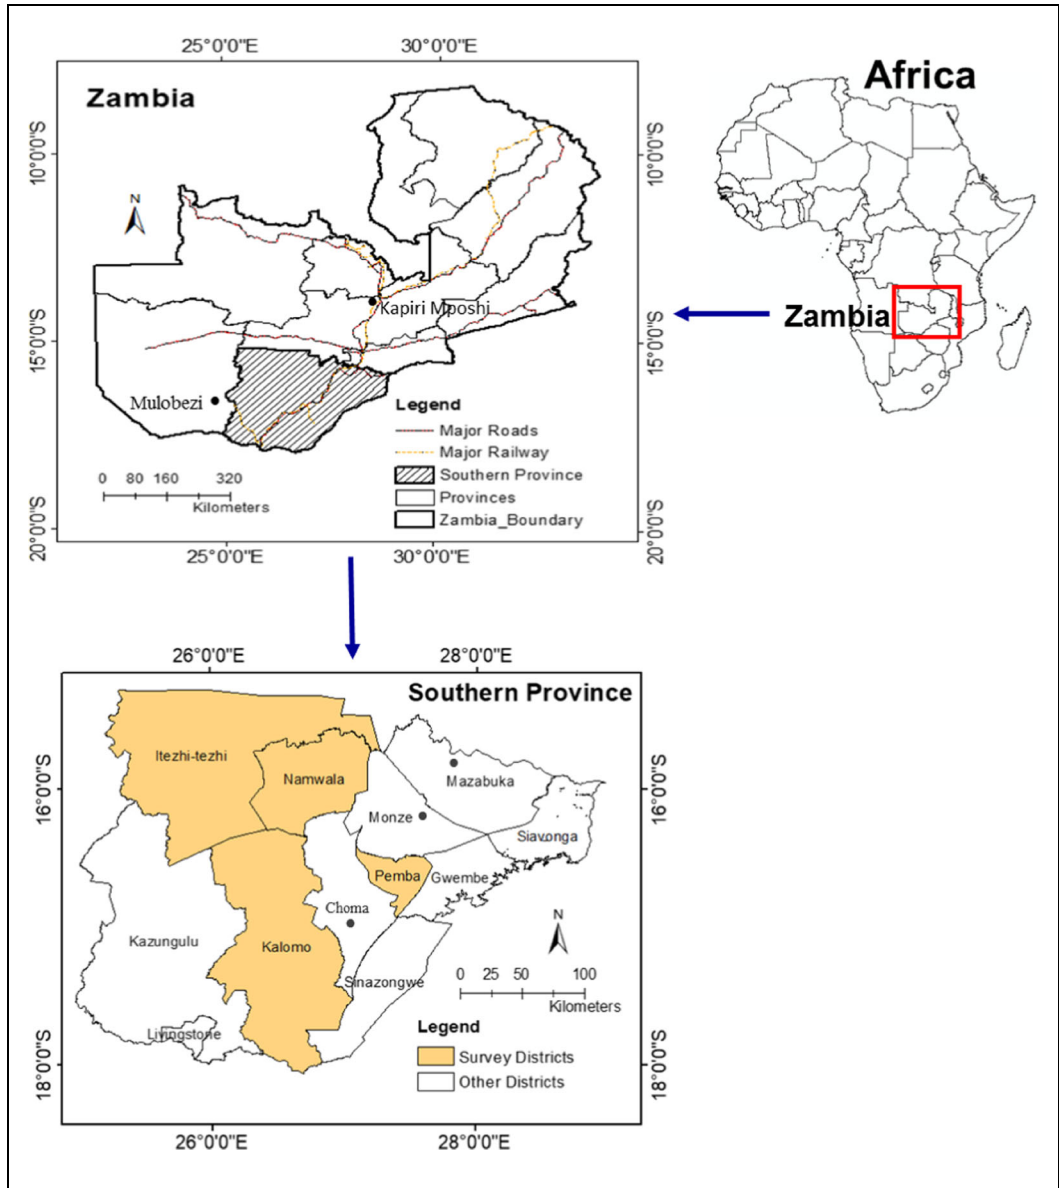 25°0'0"E 30°0'0"E
Zambia
Africa
10°0'0"S
10°0'0"S
N
Kapiri Mposhi
Zambia
15°0'0"S
15°0'0"S
Mulobezi
Legend
Major Roads
Major Railway
Southern Province
Provinces
Zambia_Boundary
0 80 160 320
Kilometers
20°0'0"S
20°0'0"S
25°0'0"E 30°0'0"E
26°0'0"E 28°0'0"E
Southern Province
Itezhi-tezhi
Namwala
Mazabuka
16°0'0"S
16°0'0"S
Monze
Siavonga
Pemba
Gwembe
Choma
N
Kazungulu
Kalomo
Sinazongwe
0 25 50 100
Kilometers
Livingstone
Legend
Survey Districts
Other Districts
18°0'0"S
18°0'0"S
26°0'0"E 28°0'0"E